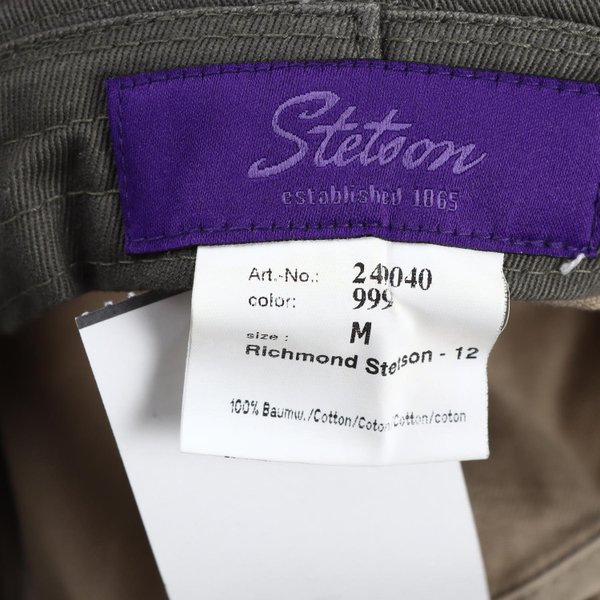 Stetson
established 1865
Art.-No.: 240040
color: 999
size : M
Richmond Stetson - 12
100% Baumw./Cotton/Coton/Cotton/coton